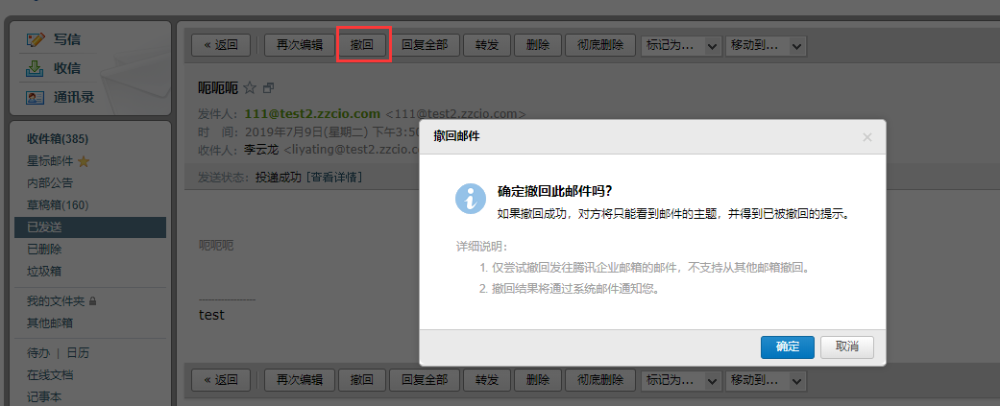 写信
收信
通讯录
收件箱(385)
星标邮件
内部公告
草稿箱(160)
已发送
已删除
垃圾箱
我的文件夹
其他邮箱
待办 | 日历
在线文档
记事本
« 返回 再次编辑 撤回 回复全部 转发 删除 彻底删除 标记为... 移动到...
呃呃呃
发件人：111@test2.zzcio.com <111@test2.zzcio.com>
时 间：2019年7月9日(星期二) 下午3:50
收件人：李云龙 <liyating@test2.zzcio.c
发送状态：投递成功 [查看详情]
呃呃呃
test
撤回邮件
确定撤回此邮件吗？
如果撤回成功，对方将只能看到邮件的主题，并得到已被撤回的提示。
详细说明：
1. 仅尝试撤回发往腾讯企业邮箱的邮件，不支持从其他邮箱撤回。
2. 撤回结果将通过系统邮件通知您。
确定 取消
« 返回 再次编辑 撤回 回复全部 转发 删除 彻底删除 标记为... 移动到...